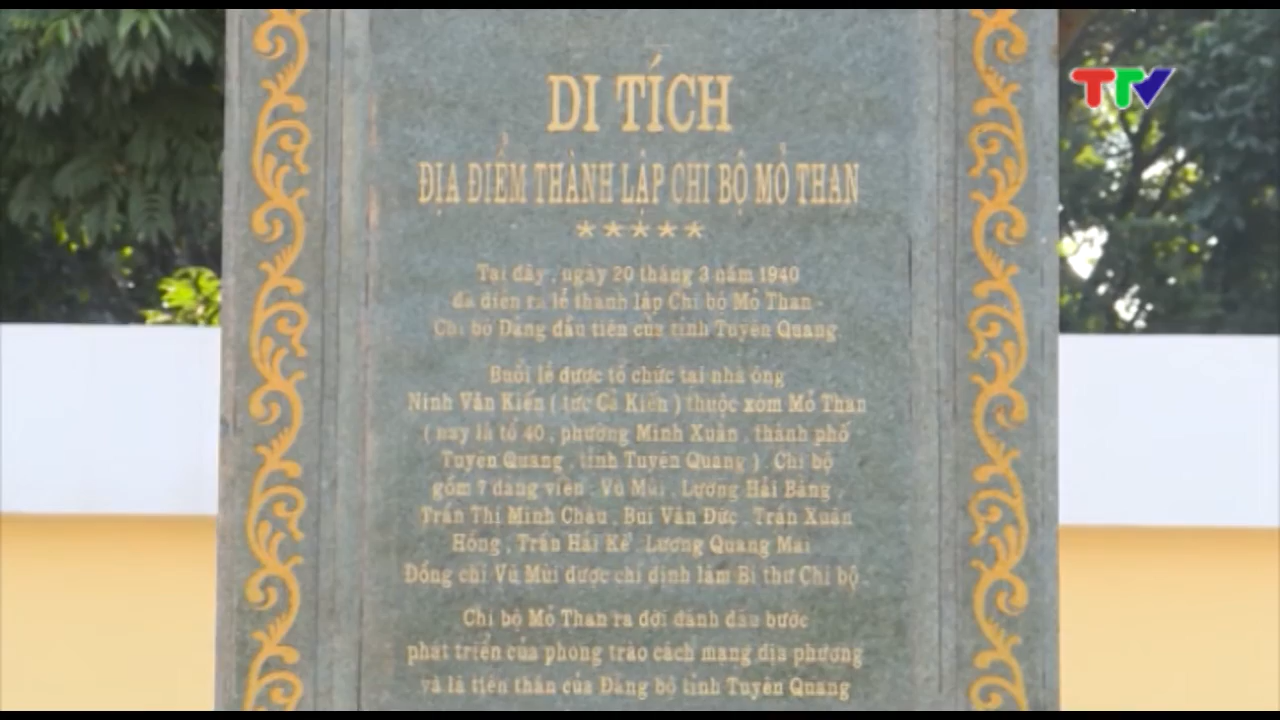 TTV
DI TÍCH
ĐỊA ĐIỂM THÀNH LẬP CHI BỘ MỎ THAN
*****
Tại đây, ngày 20 tháng 3 năm 1940
đã diễn ra lễ thành lập Chi bộ Mỏ Than -
Chi bộ Đảng đầu tiên của tỉnh Tuyên Quang.
Buổi lễ được tổ chức tại nhà ông
Ninh Văn Kiến ( tức Cả Kiến ) thuộc xóm Mỏ Than
( nay là tổ 40, phường Minh Xuân, thành phố
Tuyên Quang, tỉnh Tuyên Quang ). Chi bộ
gồm 7 đảng viên: Vũ Mùi, Lương Hải Bằng,
Trần Thị Minh Châu, Bùi Văn Đức, Trần Xuân
Hồng, Trần Hải Kế, Lương Quang Mai
Đồng chí Vũ Mùi được chỉ định làm Bí thư Chi bộ.
Chi bộ Mỏ Than ra đời đánh dấu bước
phát triển của phong trào cách mạng địa phương
và là tiền thân của Đảng bộ tỉnh Tuyên Quang